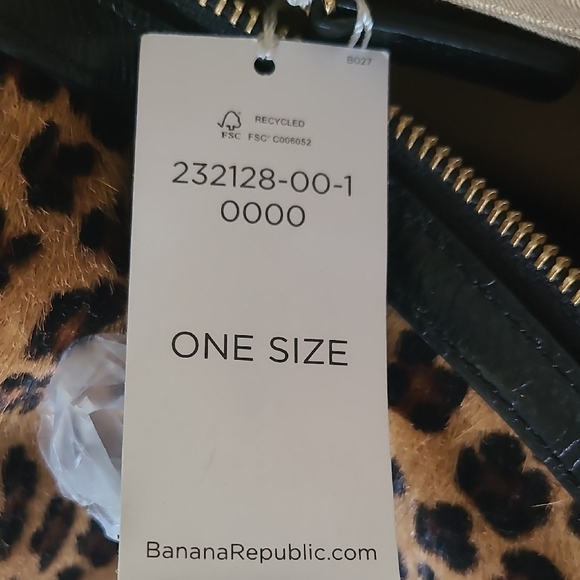 B027
RECYCLED
FSC FSC® C006052
232128-00-1
0000
ONE SIZE
BananaRepublic.com